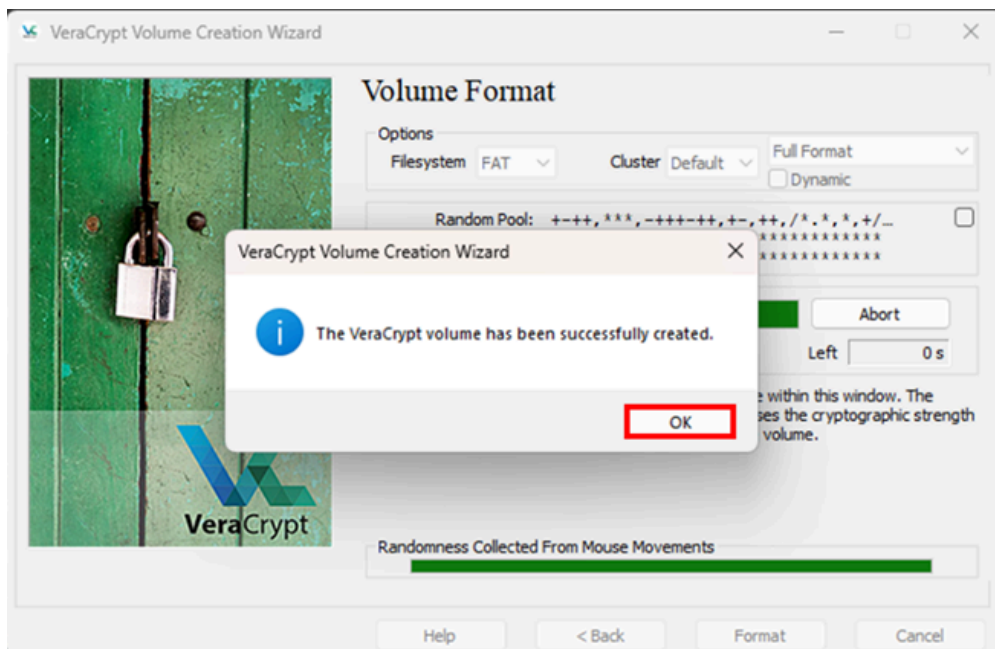 VeraCrypt Volume Creation Wizard
Volume Format
Options
Filesystem FAT Cluster Default Full Format
Dynamic
Random Pool: +-++,***,-+++-++,+-,++,/*.*,*,+/...
************
************
VeraCrypt Volume Creation Wizard
The VeraCrypt volume has been successfully created.
OK
Abort
Left 0 s
within this window. The
ses the cryptographic strength
volume.
VeraCrypt
Randomness Collected From Mouse Movements
Help < Back Format Cancel